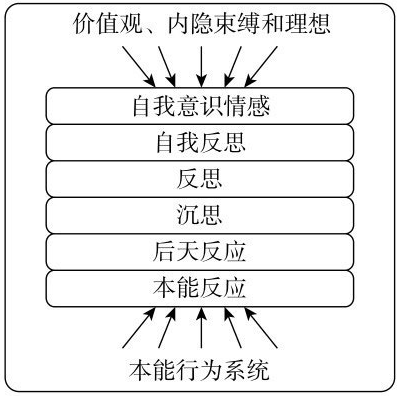 价值观、内隐束缚和理想
自我意识情感
自我反思
反思
沉思
后天反应
本能反应
本能行为系统